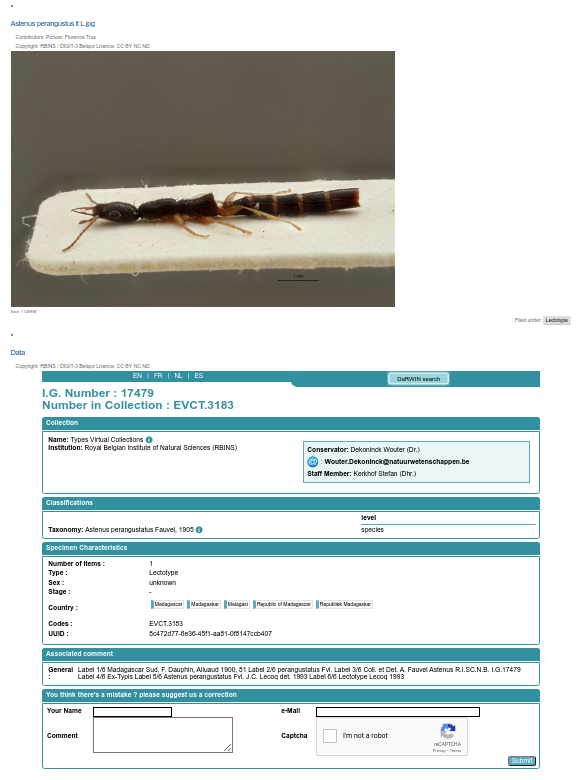 Astenus perangustus lt L.jpg
Contributors: Picture: Florence Trus
Copyright: RBINS / DIGIT-3 Belspo Licence: CC BY NC ND
1 mm
Size: 1168KB
Filed under: Lectotype
Data
Copyright: RBINS / DIGIT-3 Belspo Licence: CC BY NC ND
EN | FR | NL | ES
DaRWIN search
I.G. Number : 17479
Number in Collection : EVCT.3183
Collection
Name: Types Virtual Collections
Institution: Royal Belgian Institute of Natural Sciences (RBINS)
Conservator: Dekoninck Wouter (Dr.)
@ : Wouter.Dekoninck@natuurwetenschappen.be
Staff Member: Kerkhof Stefan (Dhr.)
Classifications
level
Taxonomy: Astenus perangustatus Fauvel, 1905 species
Specimen Characteristics
Number of items : 1
Type : Lectotype
Sex : unknown
Stage : -
Country : Madagascar Madagaskar Malagasi Republic of Madagascar Republiek Madagaskar
Codes : EVCT.3183
UUID : 5c472d77-6e36-45f1-aa51-0f5147ccb407
Associated comment
General : Label 1/6 Madagascar Sud, F. Dauphin, Alluaud 1900, 51 Label 2/6 perangustatus Fvl. Label 3/6 Coll. et Det. A. Fauvel Astenus R.I.SC.N.B. I.G.17479
Label 4/6 Ex-Typis Label 5/6 Astenus perangustatus Fvl. J.C. Lecoq det. 1993 Label 6/6 Lectotype Lecoq 1993
You think there's a mistake ? please suggest us a correction
Your Name e-Mail
Comment Captcha I'm not a robot
reCAPTCHA
Privacy - Terms
Submit